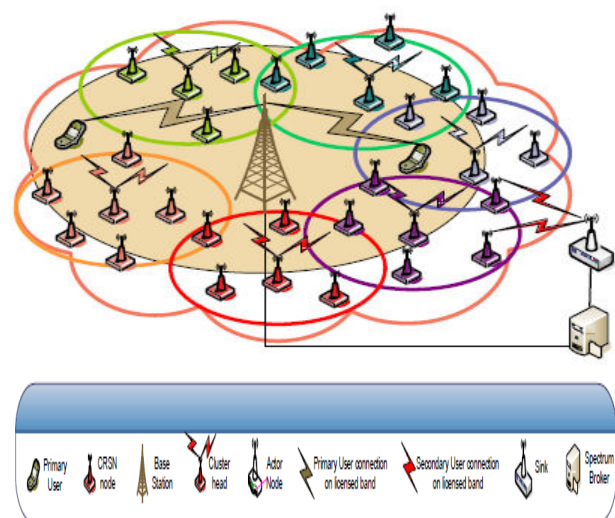 Primary
User
CRSN
node
Base
Station
Cluster
head
Actor
Node
Primary User connection
on licensed band
Secondary User connection
on licensed band
Sink
Spectrum
Broker